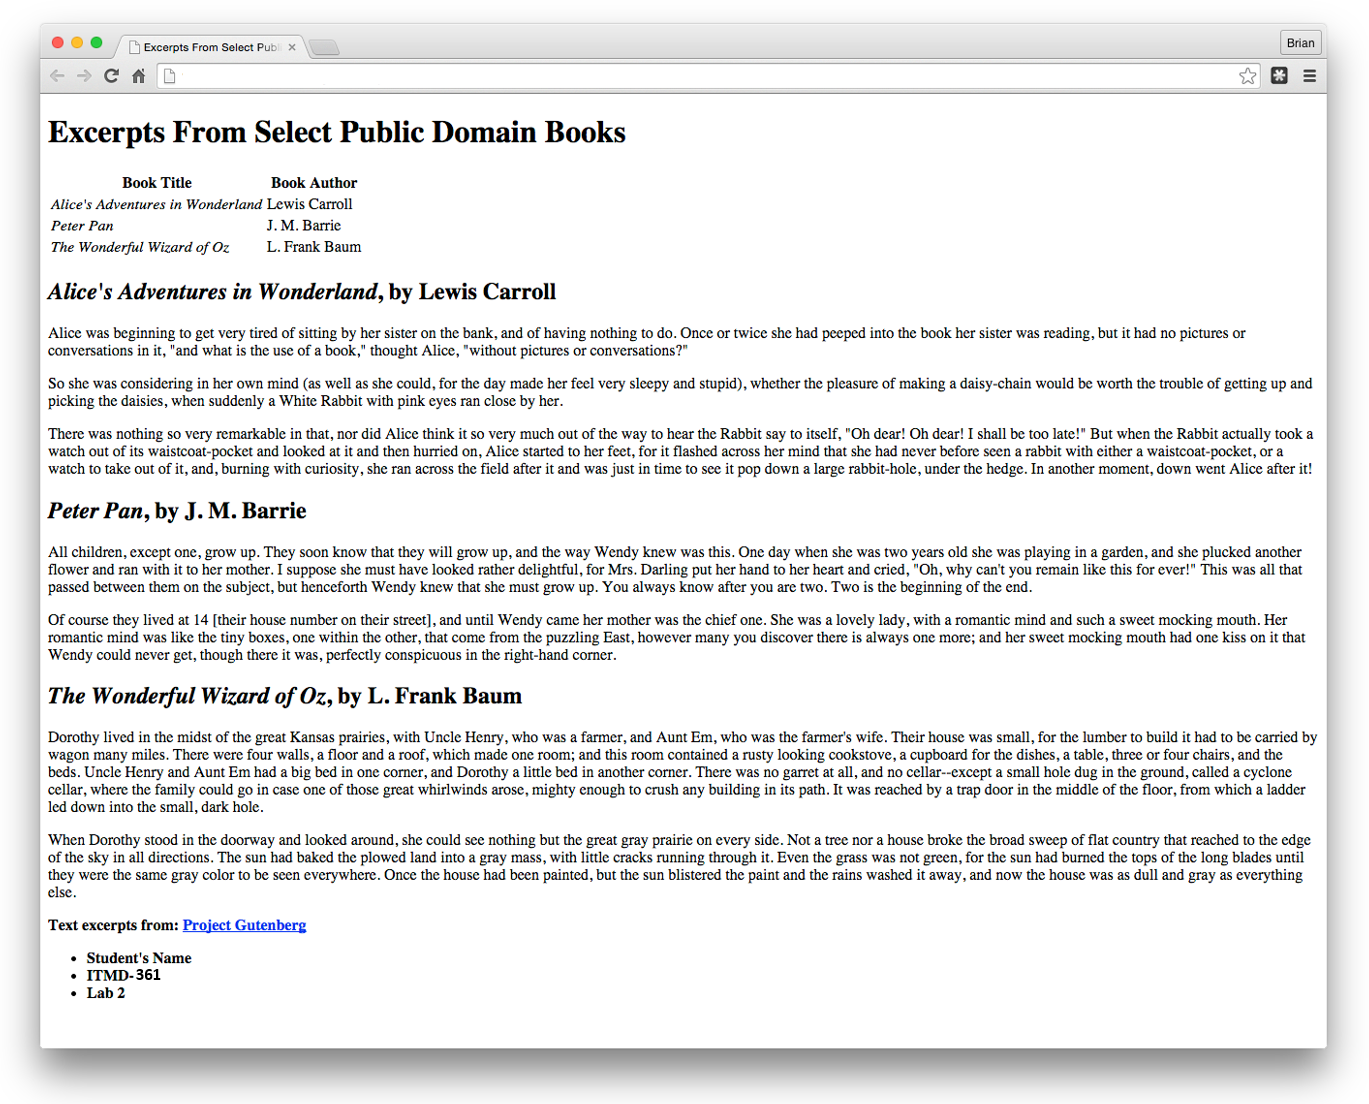 Excerpts From Select Publ
Brian
Excerpts From Select Public Domain Books
Book Title Book Author
Alice's Adventures in Wonderland Lewis Carroll
Peter Pan J. M. Barrie
The Wonderful Wizard of Oz L. Frank Baum
Alice's Adventures in Wonderland, by Lewis Carroll
Alice was beginning to get very tired of sitting by her sister on the bank, and of having nothing to do. Once or twice she had peeped into the book her sister was reading, but it had no pictures or
conversations in it, "and what is the use of a book," thought Alice, "without pictures or conversations?"
So she was considering in her own mind (as well as she could, for the day made her feel very sleepy and stupid), whether the pleasure of making a daisy-chain would be worth the trouble of getting up and
picking the daisies, when suddenly a White Rabbit with pink eyes ran close by her.
There was nothing so very remarkable in that, nor did Alice think it so very much out of the way to hear the Rabbit say to itself, "Oh dear! Oh dear! I shall be too late!" But when the Rabbit actually took a
watch out of its waistcoat-pocket and looked at it and then hurried on, Alice started to her feet, for it flashed across her mind that she had never before seen a rabbit with either a waistcoat-pocket, or a
watch to take out of it, and, burning with curiosity, she ran across the field after it and was just in time to see it pop down a large rabbit-hole, under the hedge. In another moment, down went Alice after it!
Peter Pan, by J. M. Barrie
All children, except one, grow up. They soon know that they will grow up, and the way Wendy knew was this. One day when she was two years old she was playing in a garden, and she plucked another
flower and ran with it to her mother. I suppose she must have looked rather delightful, for Mrs. Darling put her hand to her heart and cried, "Oh, why can't you remain like this for ever!" This was all that
passed between them on the subject, but henceforth Wendy knew that she must grow up. You always know after you are two. Two is the beginning of the end.
Of course they lived at 14 [their house number on their street], and until Wendy came her mother was the chief one. She was a lovely lady, with a romantic mind and such a sweet mocking mouth. Her
romantic mind was like the tiny boxes, one within the other, that come from the puzzling East, however many you discover there is always one more; and her sweet mocking mouth had one kiss on it that
Wendy could never get, though there it was, perfectly conspicuous in the right-hand corner.
The Wonderful Wizard of Oz, by L. Frank Baum
Dorothy lived in the midst of the great Kansas prairies, with Uncle Henry, who was a farmer, and Aunt Em, who was the farmer's wife. Their house was small, for the lumber to build it had to be carried by
wagon many miles. There were four walls, a floor and a roof, which made one room; and this room contained a rusty looking cookstove, a cupboard for the dishes, a table, three or four chairs, and the
beds. Uncle Henry and Aunt Em had a big bed in one corner, and Dorothy a little bed in another corner. There was no garret at all, and no cellar--except a small hole dug in the ground, called a cyclone
cellar, where the family could go in case one of those great whirlwinds arose, mighty enough to crush any building in its path. It was reached by a trap door in the middle of the floor, from which a ladder
led down into the small, dark hole.
When Dorothy stood in the doorway and looked around, she could see nothing but the great gray prairie on every side. Not a tree nor a house broke the broad sweep of flat country that reached to the edge
of the sky in all directions. The sun had baked the plowed land into a gray mass, with little cracks running through it. Even the grass was not green, for the sun had burned the tops of the long blades until
they were the same gray color to be seen everywhere. Once the house had been painted, but the sun blistered the paint and the rains washed it away, and now the house was as dull and gray as everything
else.
Text excerpts from: Project Gutenberg
• Student's Name
• ITMD-361
• Lab 2